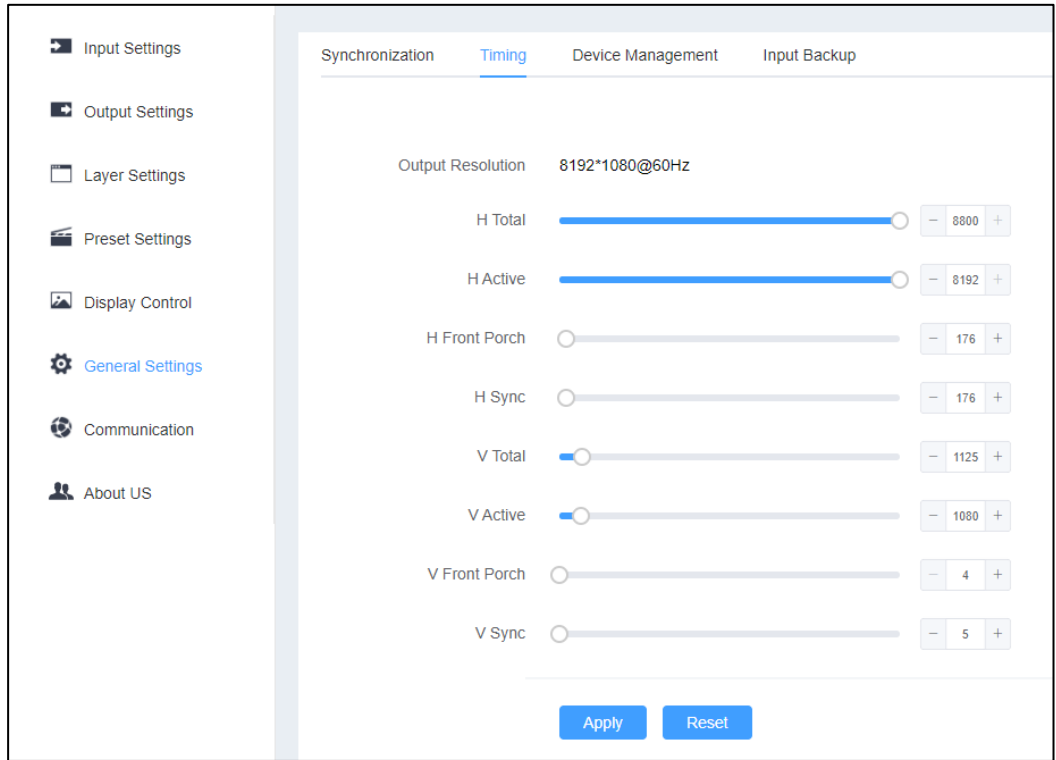 Input Settings
Output Settings
Layer Settings
Preset Settings
Display Control
General Settings
Communication
About US
Synchronization Timing Device Management Input Backup
Output Resolution 8192*1080@60Hz
H Total − 8800 +
H Active − 8192 +
H Front Porch − 176 +
H Sync − 176 +
V Total − 1125 +
V Active − 1080 +
V Front Porch − 4 +
V Sync − 5 +
Apply Reset